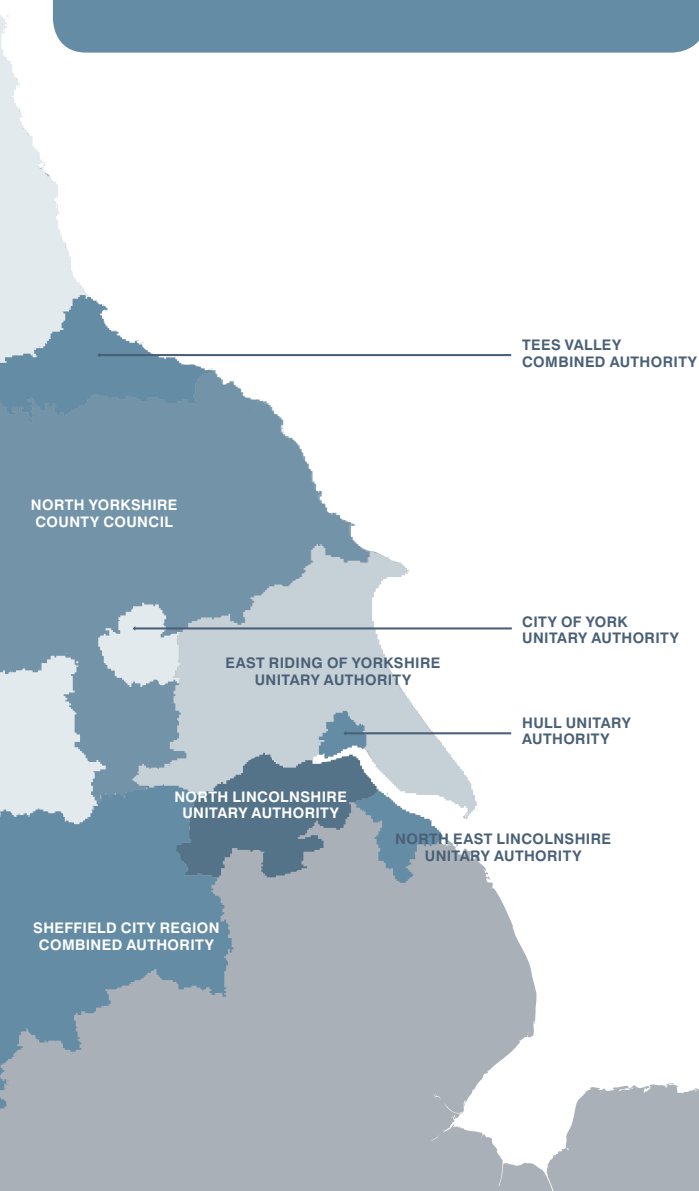 TEES VALLEY
COMBINED AUTHORITY
NORTH YORKSHIRE
COUNTY COUNCIL
CITY OF YORK
UNITARY AUTHORITY
EAST RIDING OF YORKSHIRE
UNITARY AUTHORITY
HULL UNITARY
AUTHORITY
NORTH LINCOLNSHIRE
UNITARY AUTHORITY
NORTH EAST LINCOLNSHIRE
UNITARY AUTHORITY
SHEFFIELD CITY REGION
COMBINED AUTHORITY